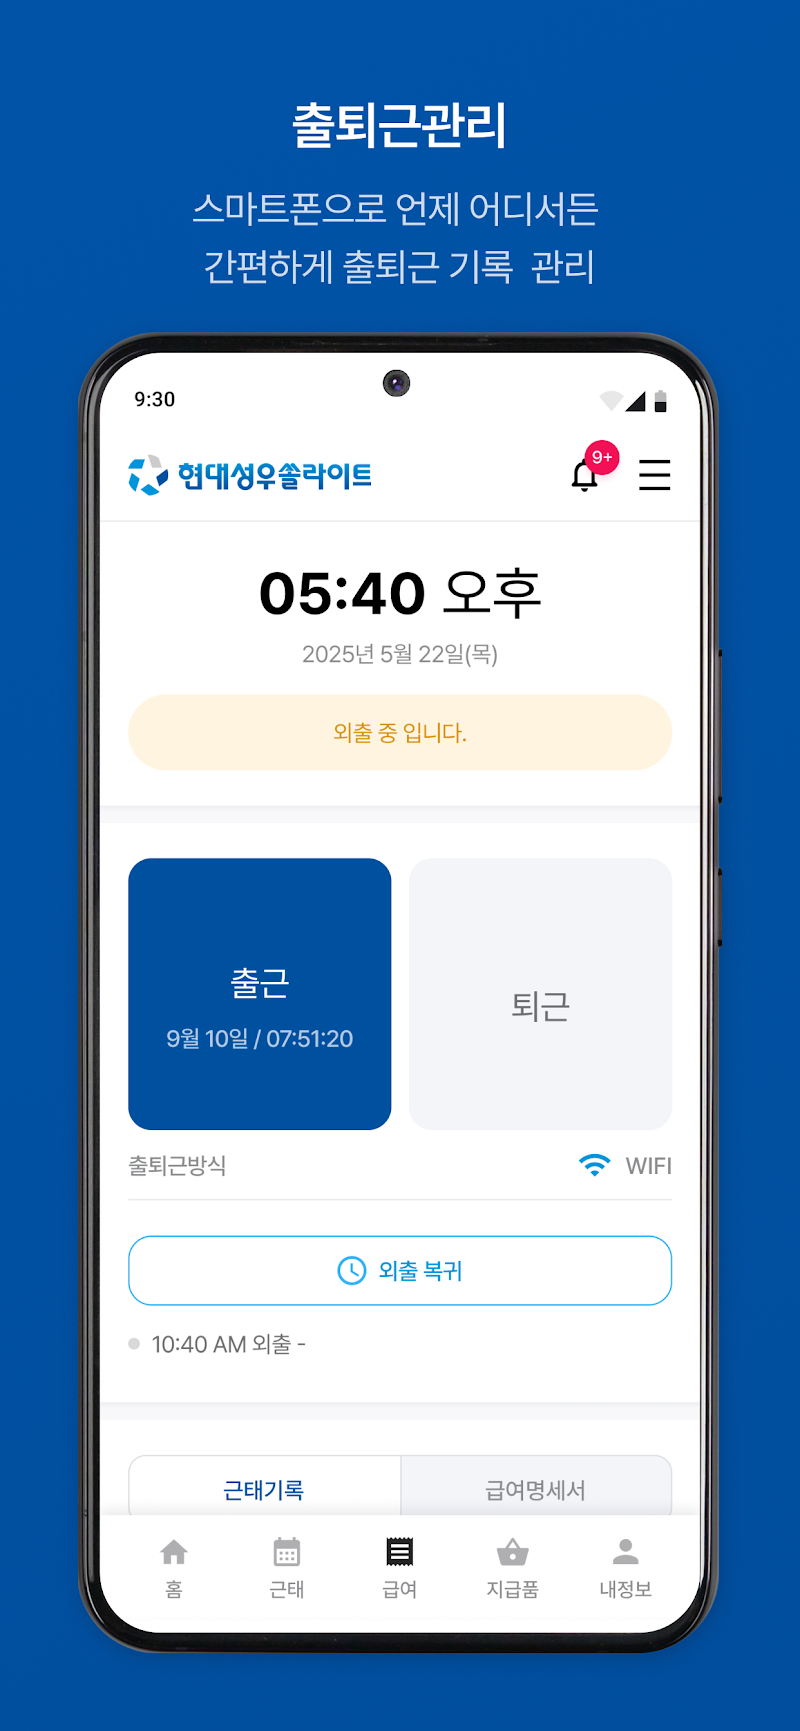 출퇴근관리
스마트폰으로 언제 어디서든
간편하게 출퇴근 기록 관리
9:30
현대성우쏠라이트
9+
05:40 오후
2025년 5월 22일(목)
외출 중 입니다.
출근
9월 10일 / 07:51:20
퇴근
출퇴근방식
WIFI
외출 복귀
10:40 AM 외출 -
근태기록
급여명세서
홈
근태
급여
지급품
내정보